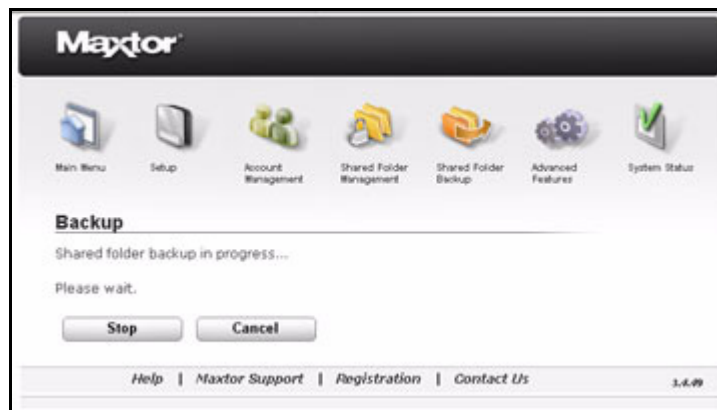 Maxtor
Main Menu
Setup
Account Management
Shared Folder Management
Shared Folder Backup
Advanced Features
System Status
Backup
Shared folder backup in progress...
Please wait.
Stop Cancel
Help | Maxtor Support | Registration | Contact Us